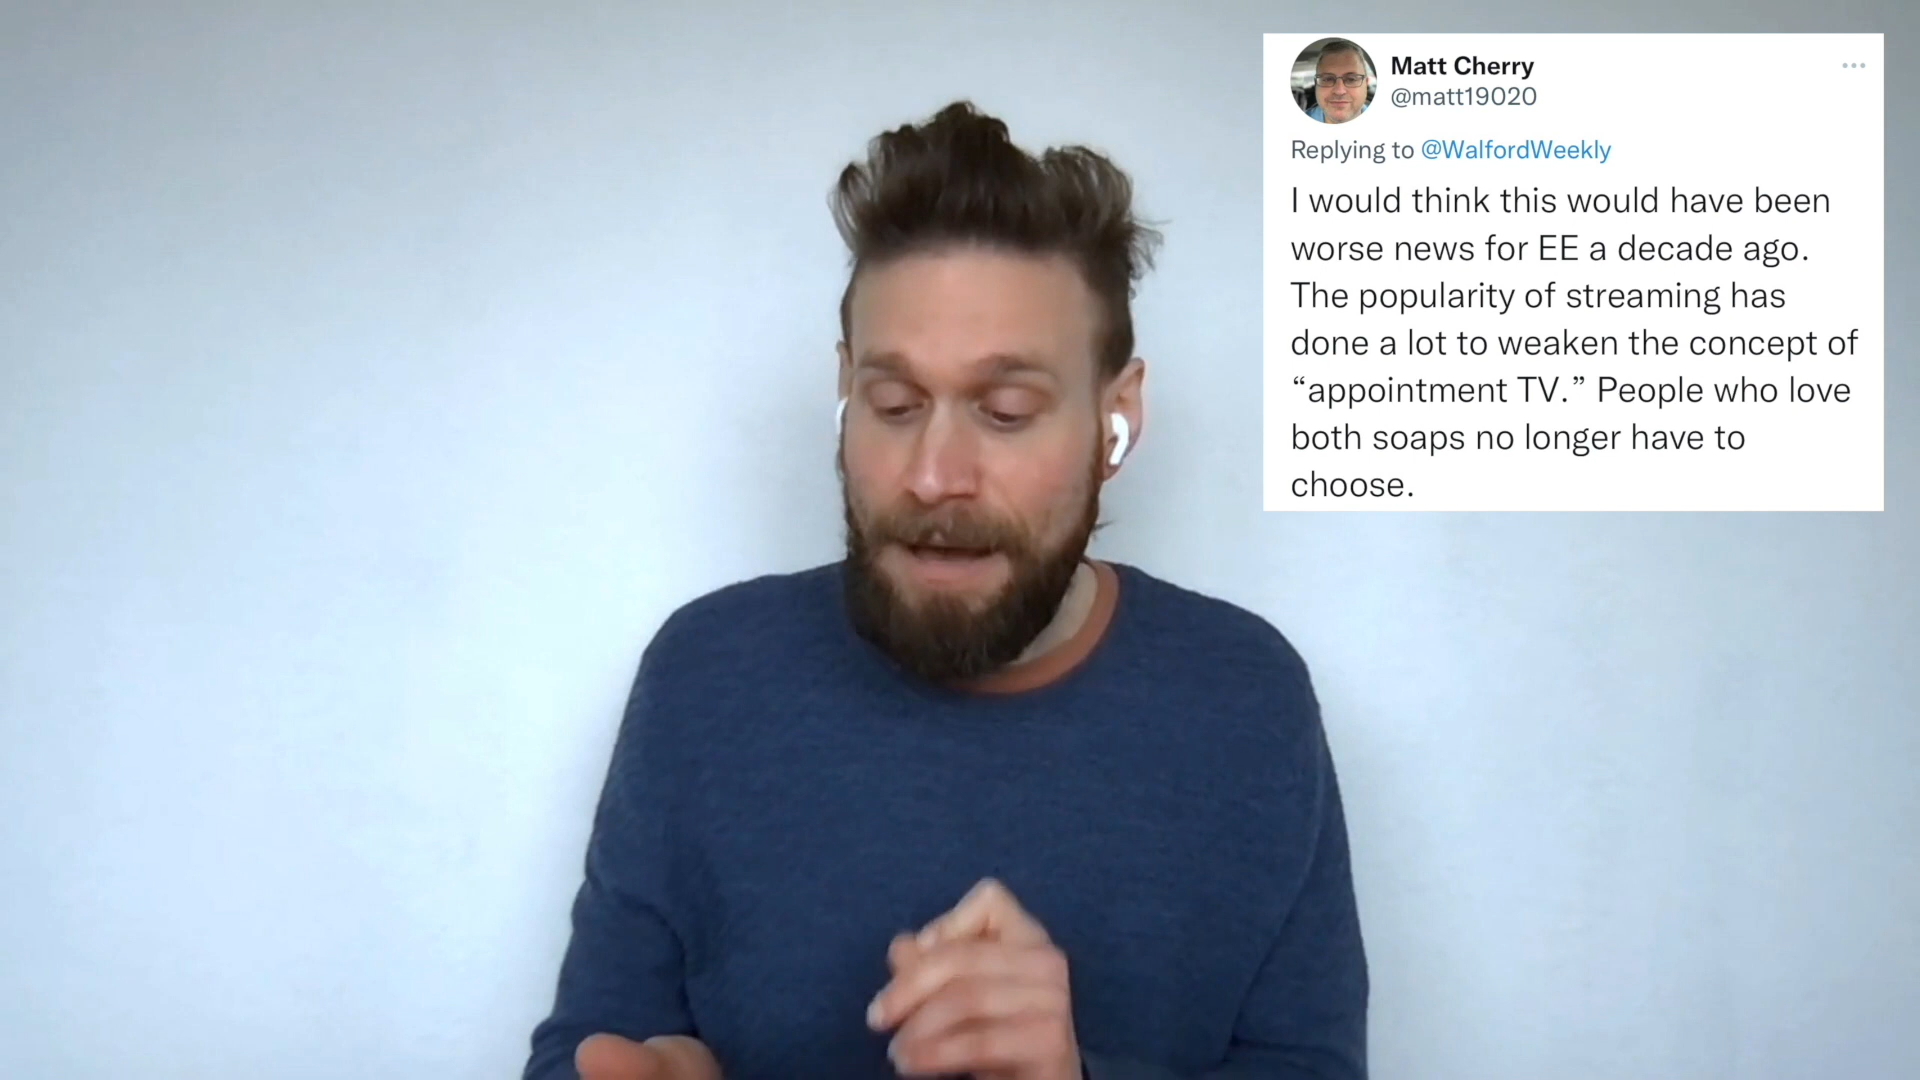 Matt Cherry
@matt19020
Replying to @WalfordWeekly
I would think this would have been
worse news for EE a decade ago.
The popularity of streaming has
done a lot to weaken the concept of
“appointment TV.” People who love
both soaps no longer have to
choose.